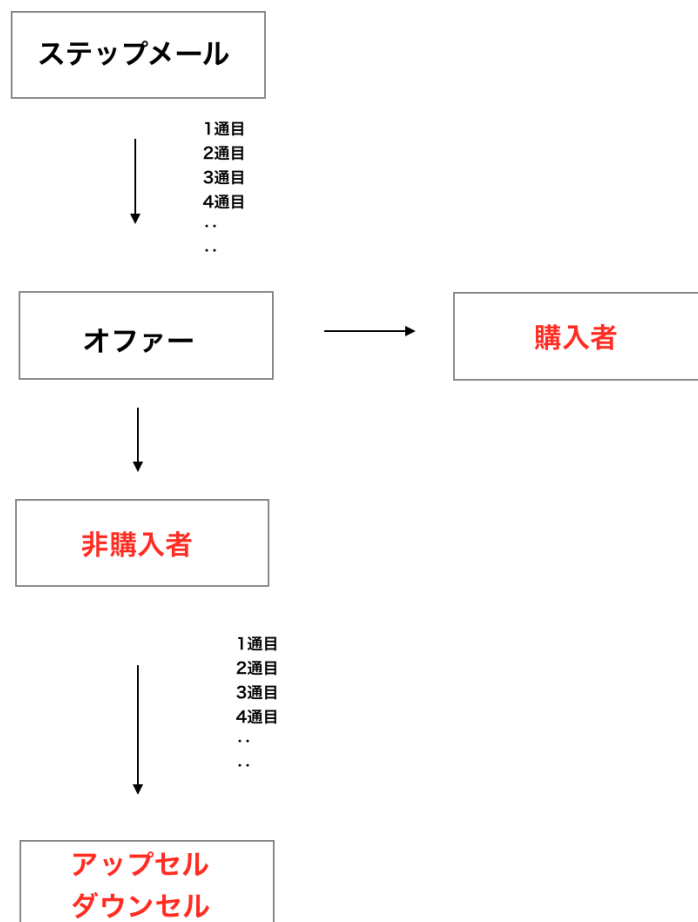 ステップメール
1通目
2通目
3通目
4通目
‥
‥
オファー
購入者
非購入者
1通目
2通目
3通目
4通目
‥
‥
アップセル
ダウンセル